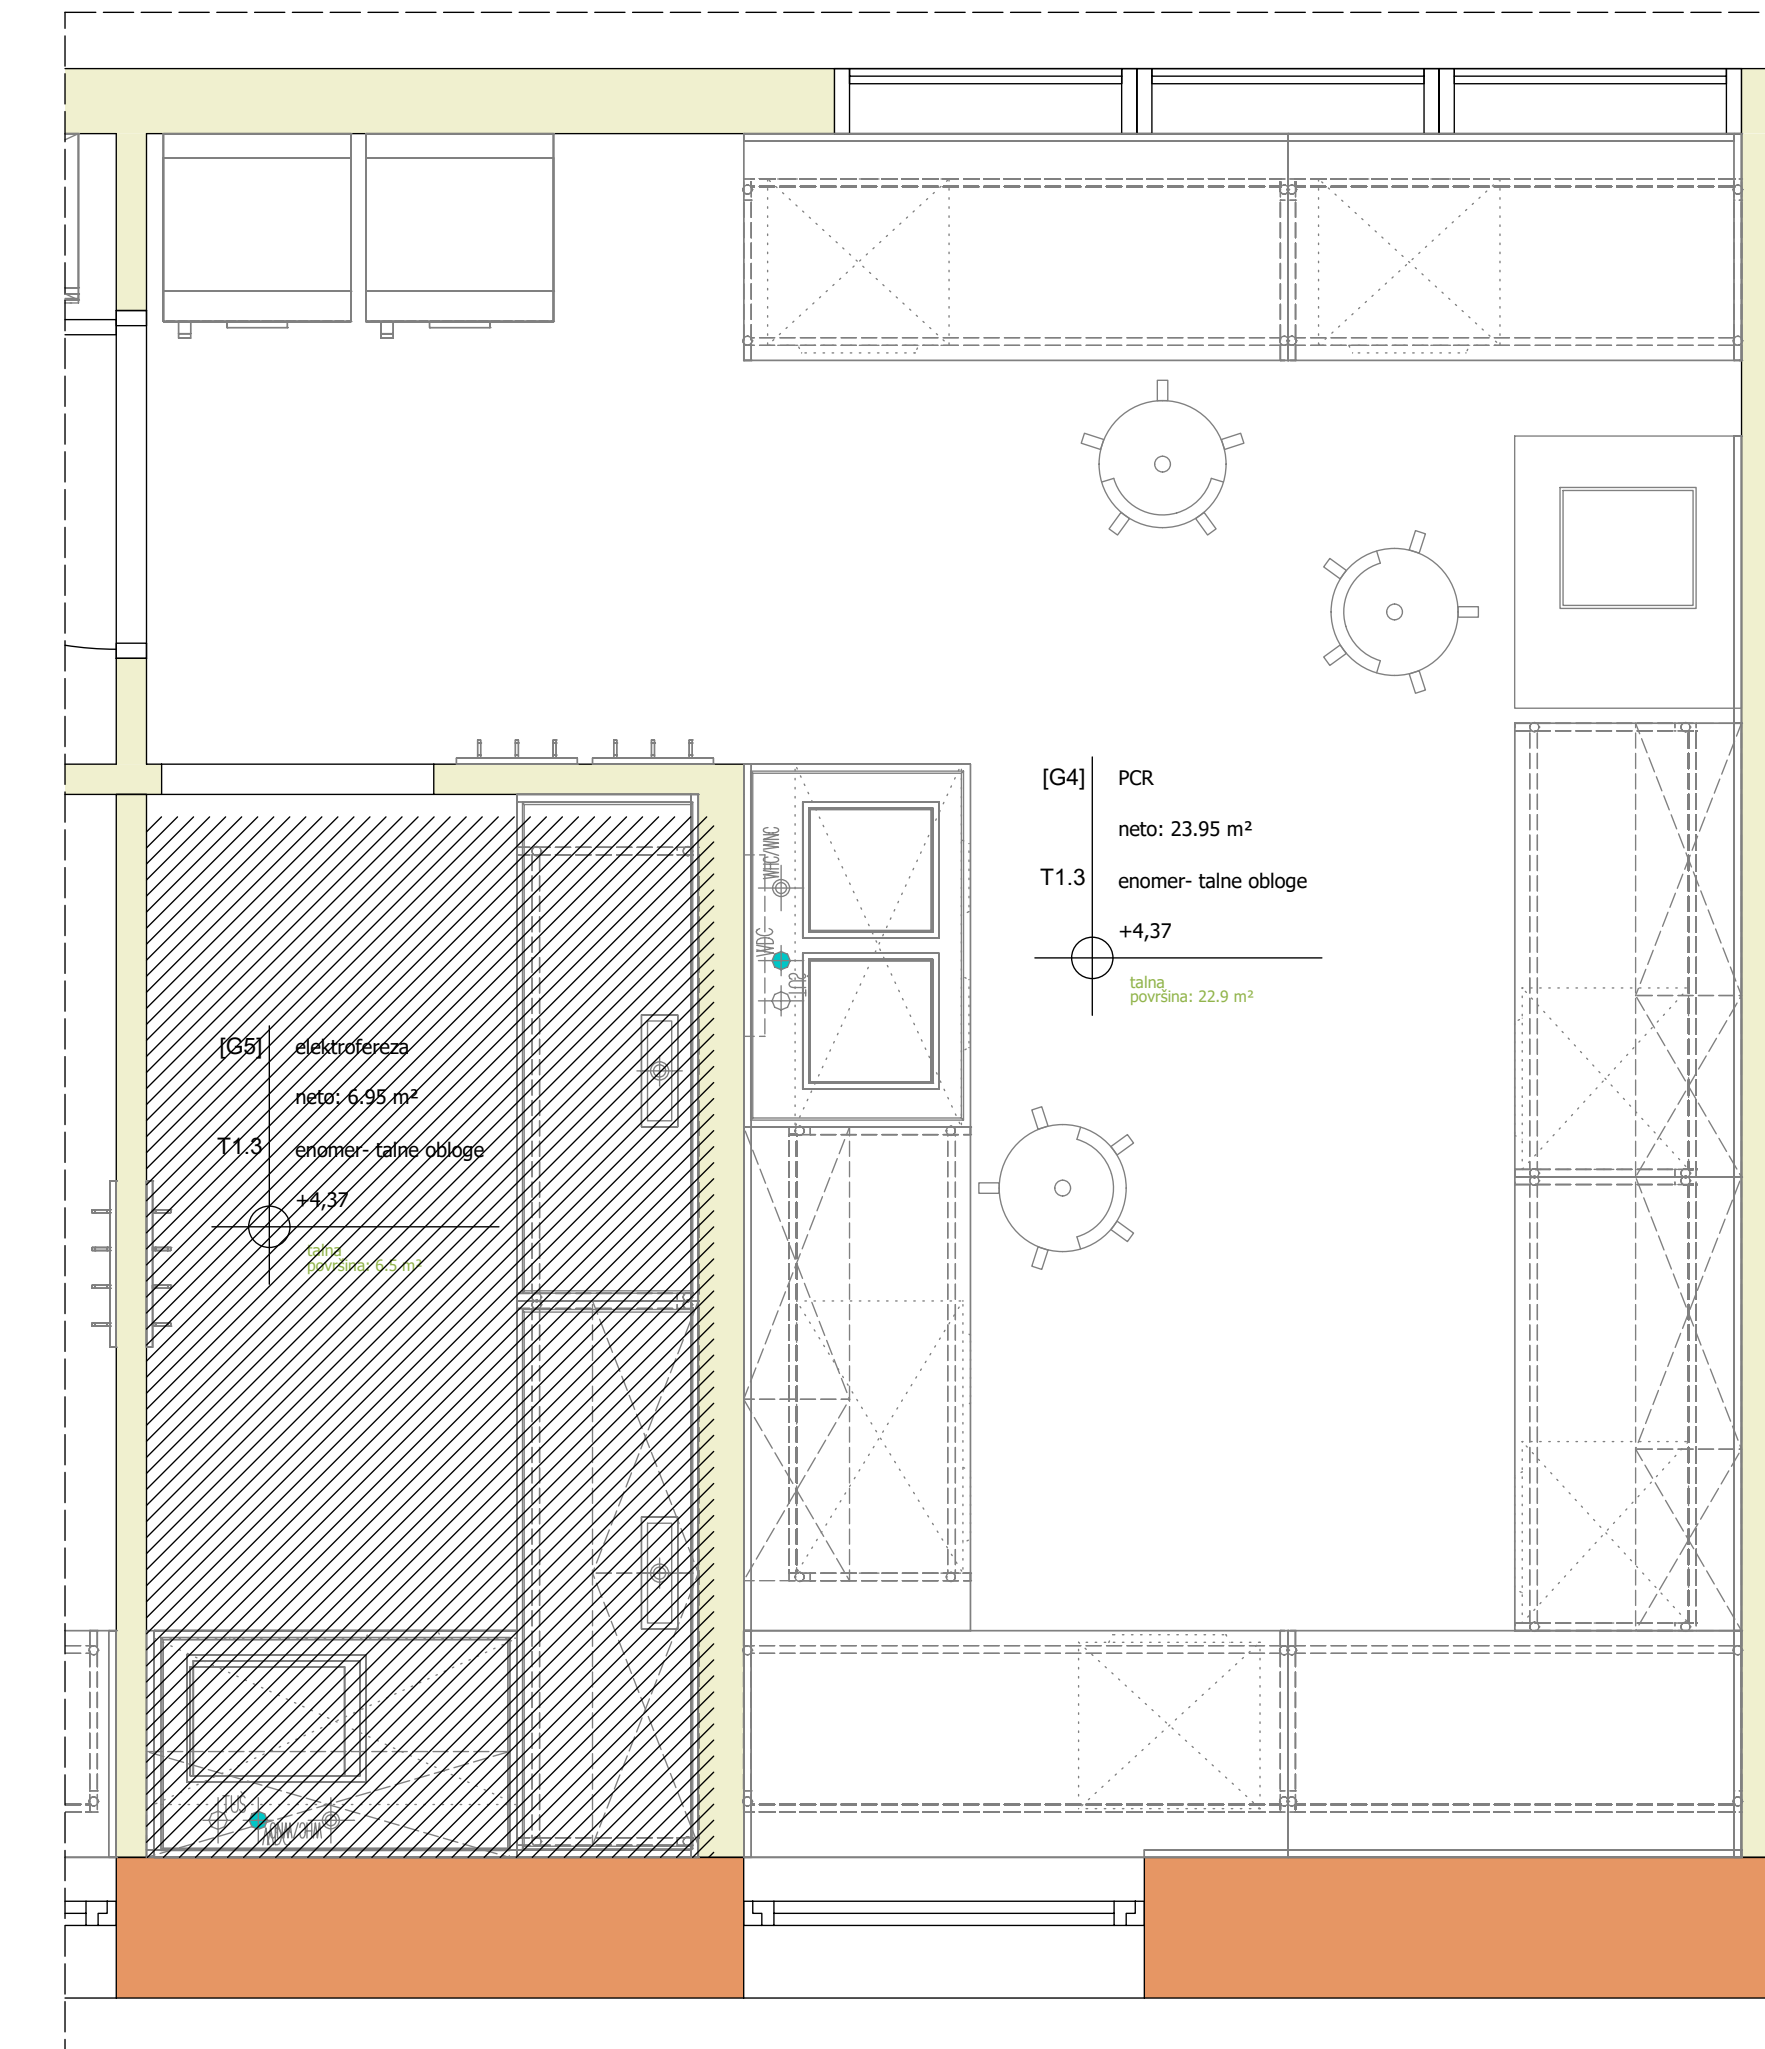 [G4] PCR
neto: 23.95 m²
T1.3 enomer- talne obloge
+4,37
talna
površina: 22.9 m²
WHC/WNC
WDC
LOS
[G5] elektrofereza
neto: 6.95 m²
T1.3 enomer- talne obloge
+4,37
talna
površina: 6.5 m²
TUS